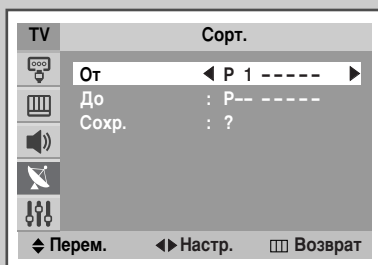 TV Сорт.
От ◀ P 1 ----- ▶
До : P-- -----
Сохр. : ?
Перем. Настр. Возврат